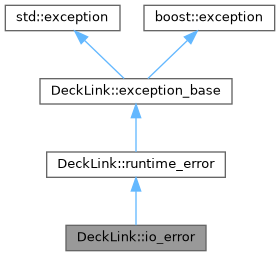 std::exception
boost::exception
DeckLink::exception_base
DeckLink::runtime_error
DeckLink::io_error